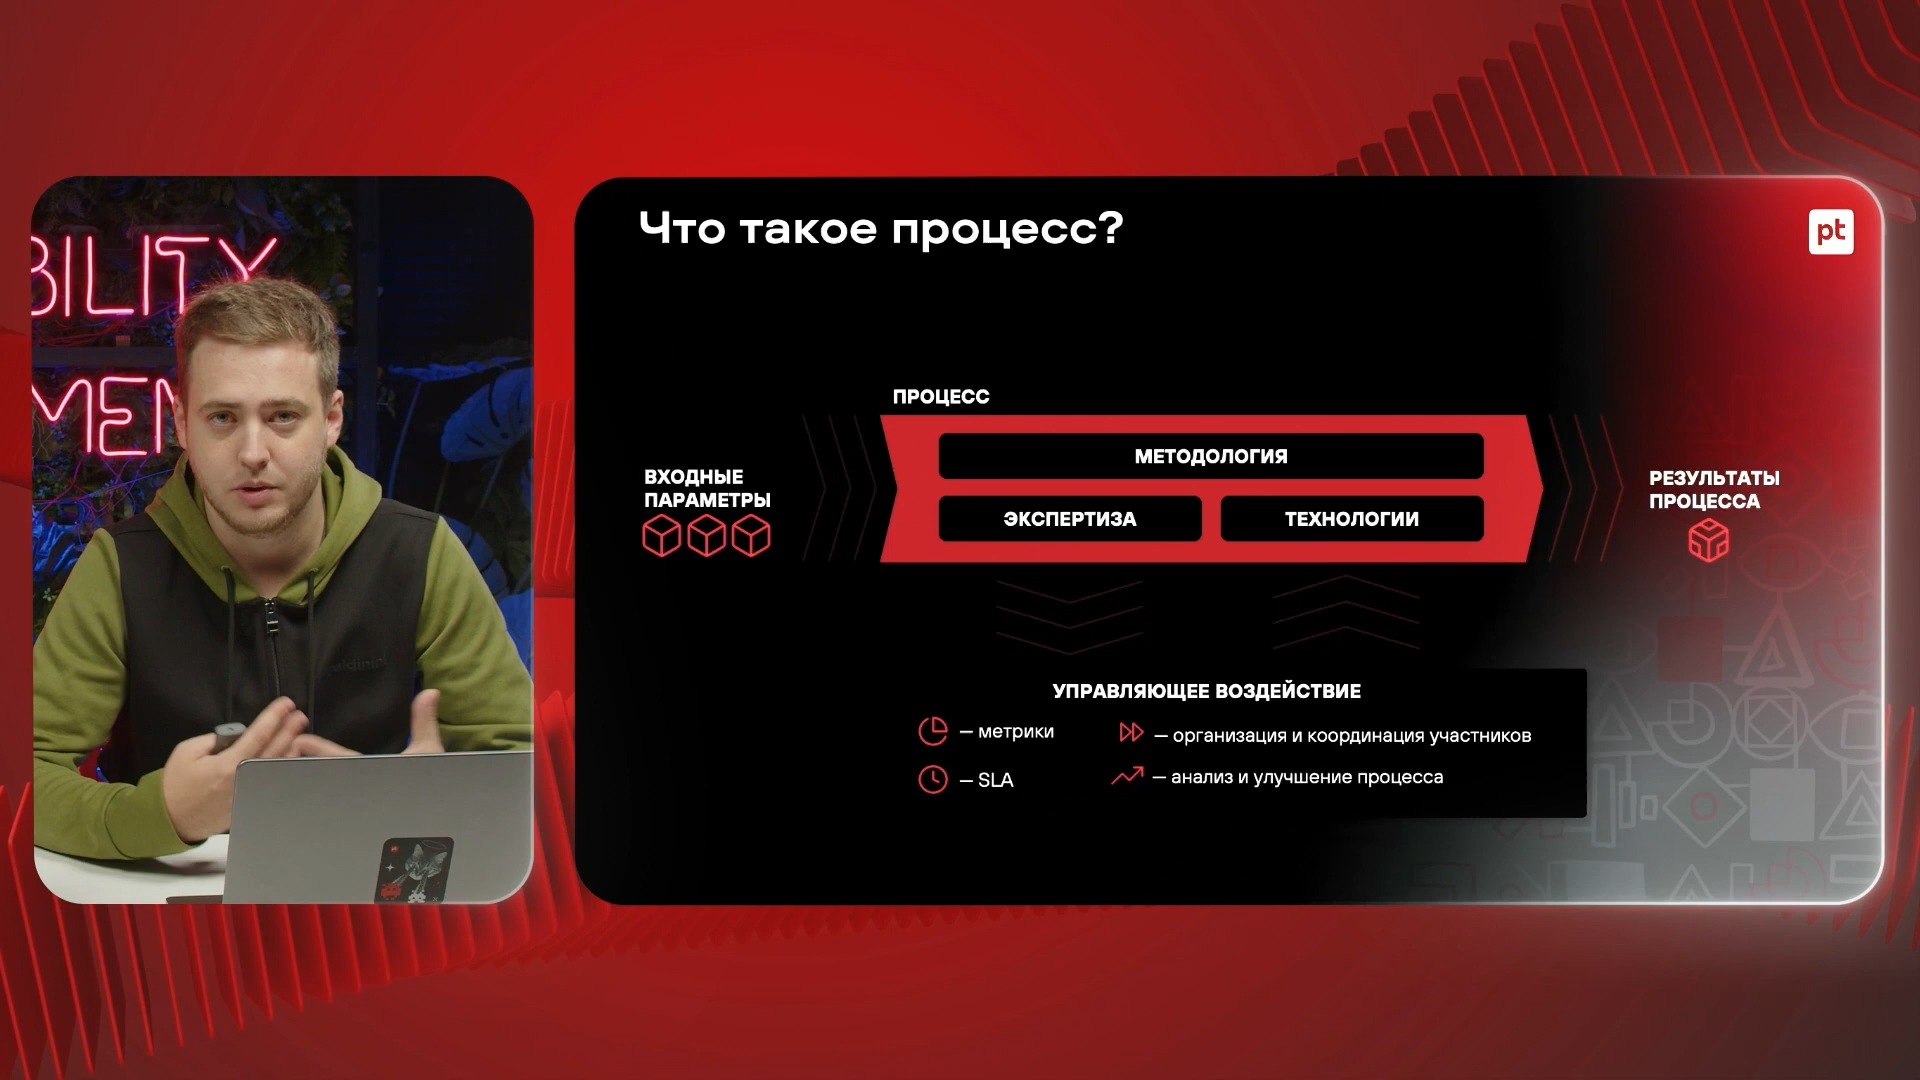 BILITY
MEN
Что такое процесс?
pt
ПРОЦЕСС
МЕТОДОЛОГИЯ
ЭКСПЕРТИЗА
ТЕХНОЛОГИИ
ВХОДНЫЕ
ПАРАМЕТРЫ
РЕЗУЛЬТАТЫ
ПРОЦЕССА
УПРАВЛЯЮЩЕЕ ВОЗДЕЙСТВИЕ
— метрики
— организация и координация участников
— SLA
— анализ и улучшение процесса